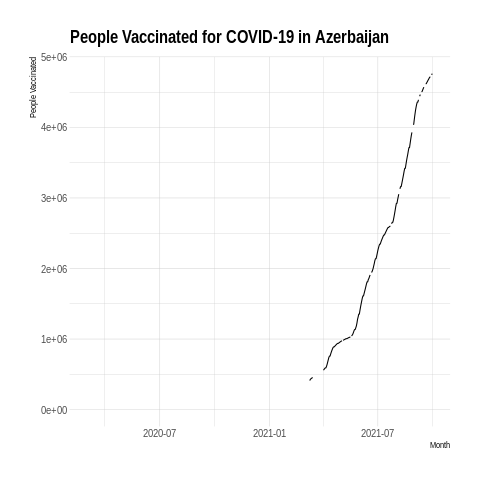 People Vaccinated for COVID-19 in Azerbaijan
People Vaccinated
5e+06
4e+06
3e+06
2e+06
1e+06
0e+00
2020-07
2021-01
2021-07
Month